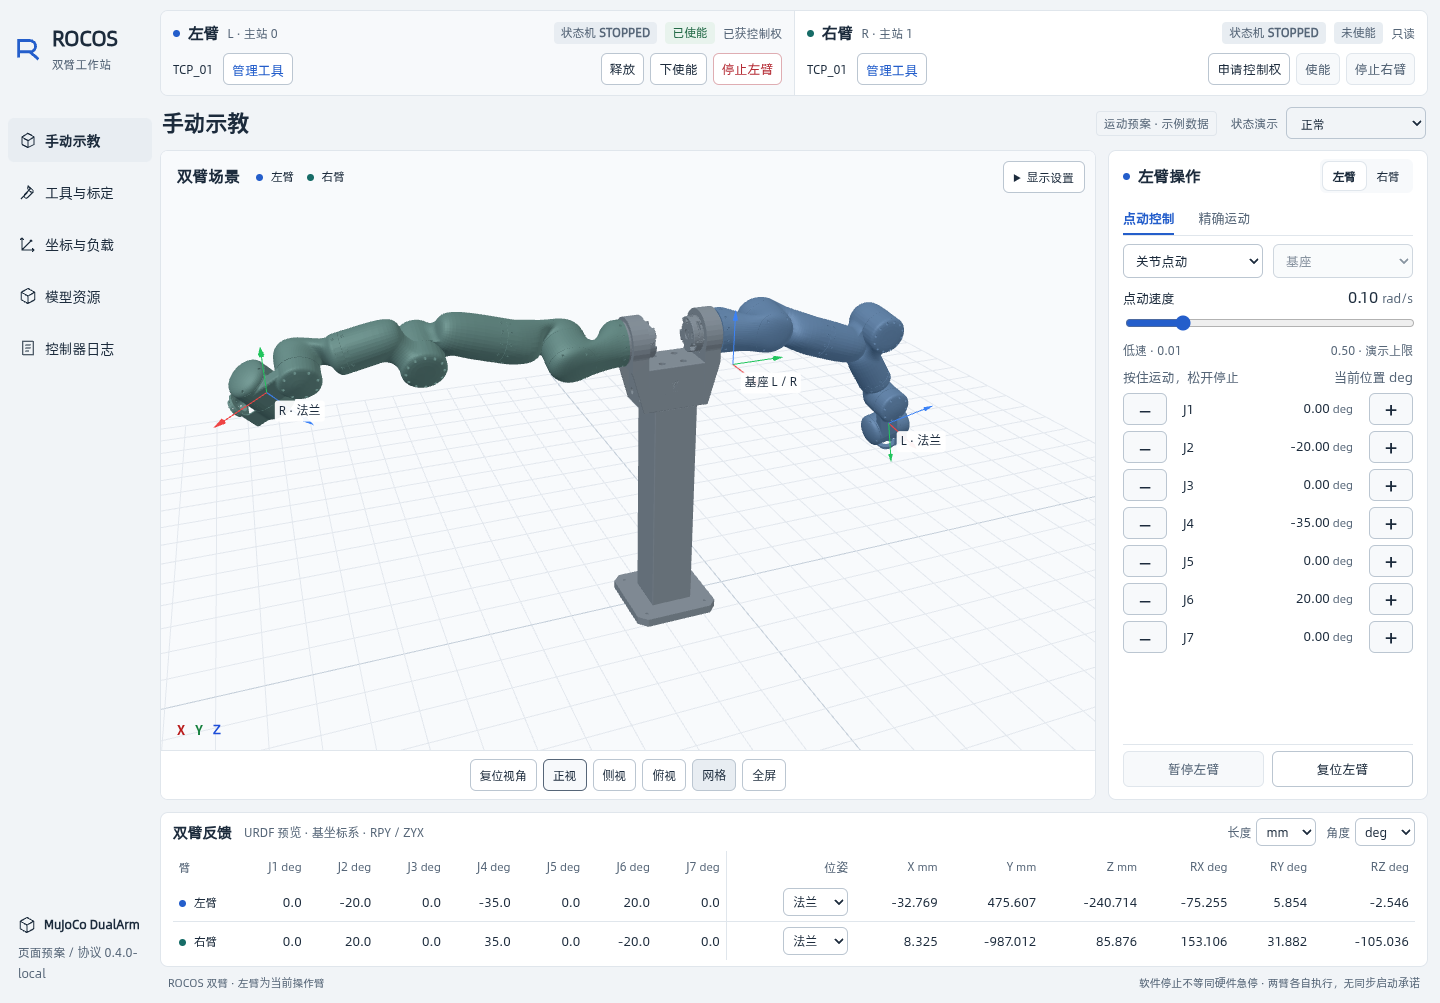 ROCOS
双臂工作站
手动示教
工具与标定
坐标与负载
模型资源
控制器日志
MuJoCo DualArm
页面预案 / 协议 0.4.0-
local
左臂 L · 主站 0 状态机 STOPPED 已使能 已获控制权
TCP_01 管理工具 释放 下使能 停止左臂
右臂 R · 主站 1 状态机 STOPPED 未使能 只读
TCP_01 管理工具 申请控制权 使能 停止右臂
手动示教 运动预案 · 示例数据 状态演示 正常
双臂场景 左臂 右臂 显示设置
基座 L / R
R · 法兰
L · 法兰
X Y Z
复位视角 正视 侧视 俯视 网格 全屏
左臂操作 左臂 右臂
点动控制 精确运动
关节点动 基座
点动速度 0.10 rad/s
低速 · 0.01 0.50 · 演示上限
按住运动，松开停止 当前位置 deg
– J1 0.00 deg +
– J2 -20.00 deg +
– J3 0.00 deg +
– J4 -35.00 deg +
– J5 0.00 deg +
– J6 20.00 deg +
– J7 0.00 deg +
暂停左臂 复位左臂
双臂反馈 URDF 预览 · 基坐标系 · RPY / ZYX 长度 mm 角度 deg
臂 J1 deg J2 deg J3 deg J4 deg J5 deg J6 deg J7 deg 位姿 X mm Y mm Z mm RX deg RY deg RZ deg
左臂 0.0 -20.0 0.0 -35.0 0.0 20.0 0.0 法兰 -32.769 475.607 -240.714 -75.255 5.854 -2.546
右臂 0.0 20.0 0.0 35.0 0.0 -20.0 0.0 法兰 8.325 -987.012 85.876 153.106 31.882 -105.036
ROCOS 双臂 · 左臂为当前操作臂 软件停止不等同硬件急停 · 两臂各自执行，无同步启动承诺